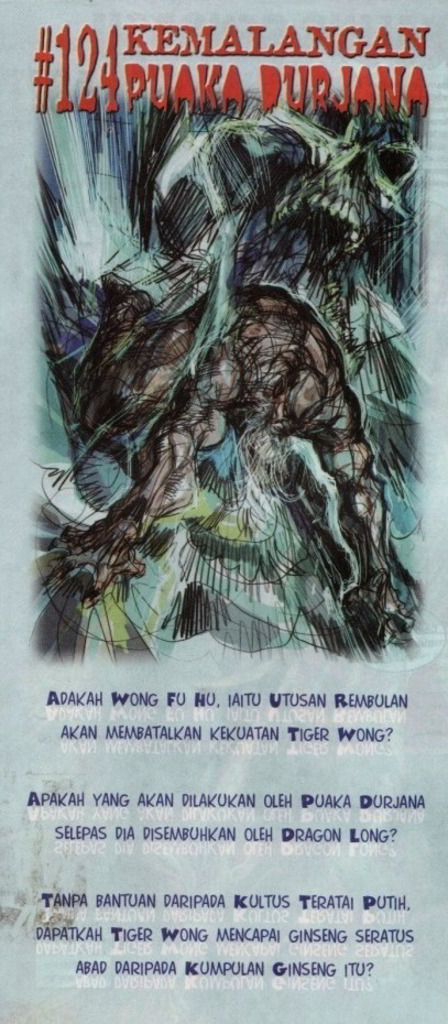 #124 KEMALANGAN
PUAKA DURJANA
ADAKAH WONG FU HU, IAITU UTUSAN REMBULAN
AKAN MEMBATALKAN KEKUATAN TIGER WONG?
APAKAH YANG AKAN DILAKUKAN OLEH PUAKA DURJANA
SELEPAS DIA DISEMBUHKAN OLEH DRAGON LONG?
TANPA BANTUAN DARIPADA KULTUS TERATAI PUTIH,
DAPATKAH TIGER WONG MENCAPAI GINSENG SERATUS
ABAD DARIPADA KUMPULAN GINSENG ITU?